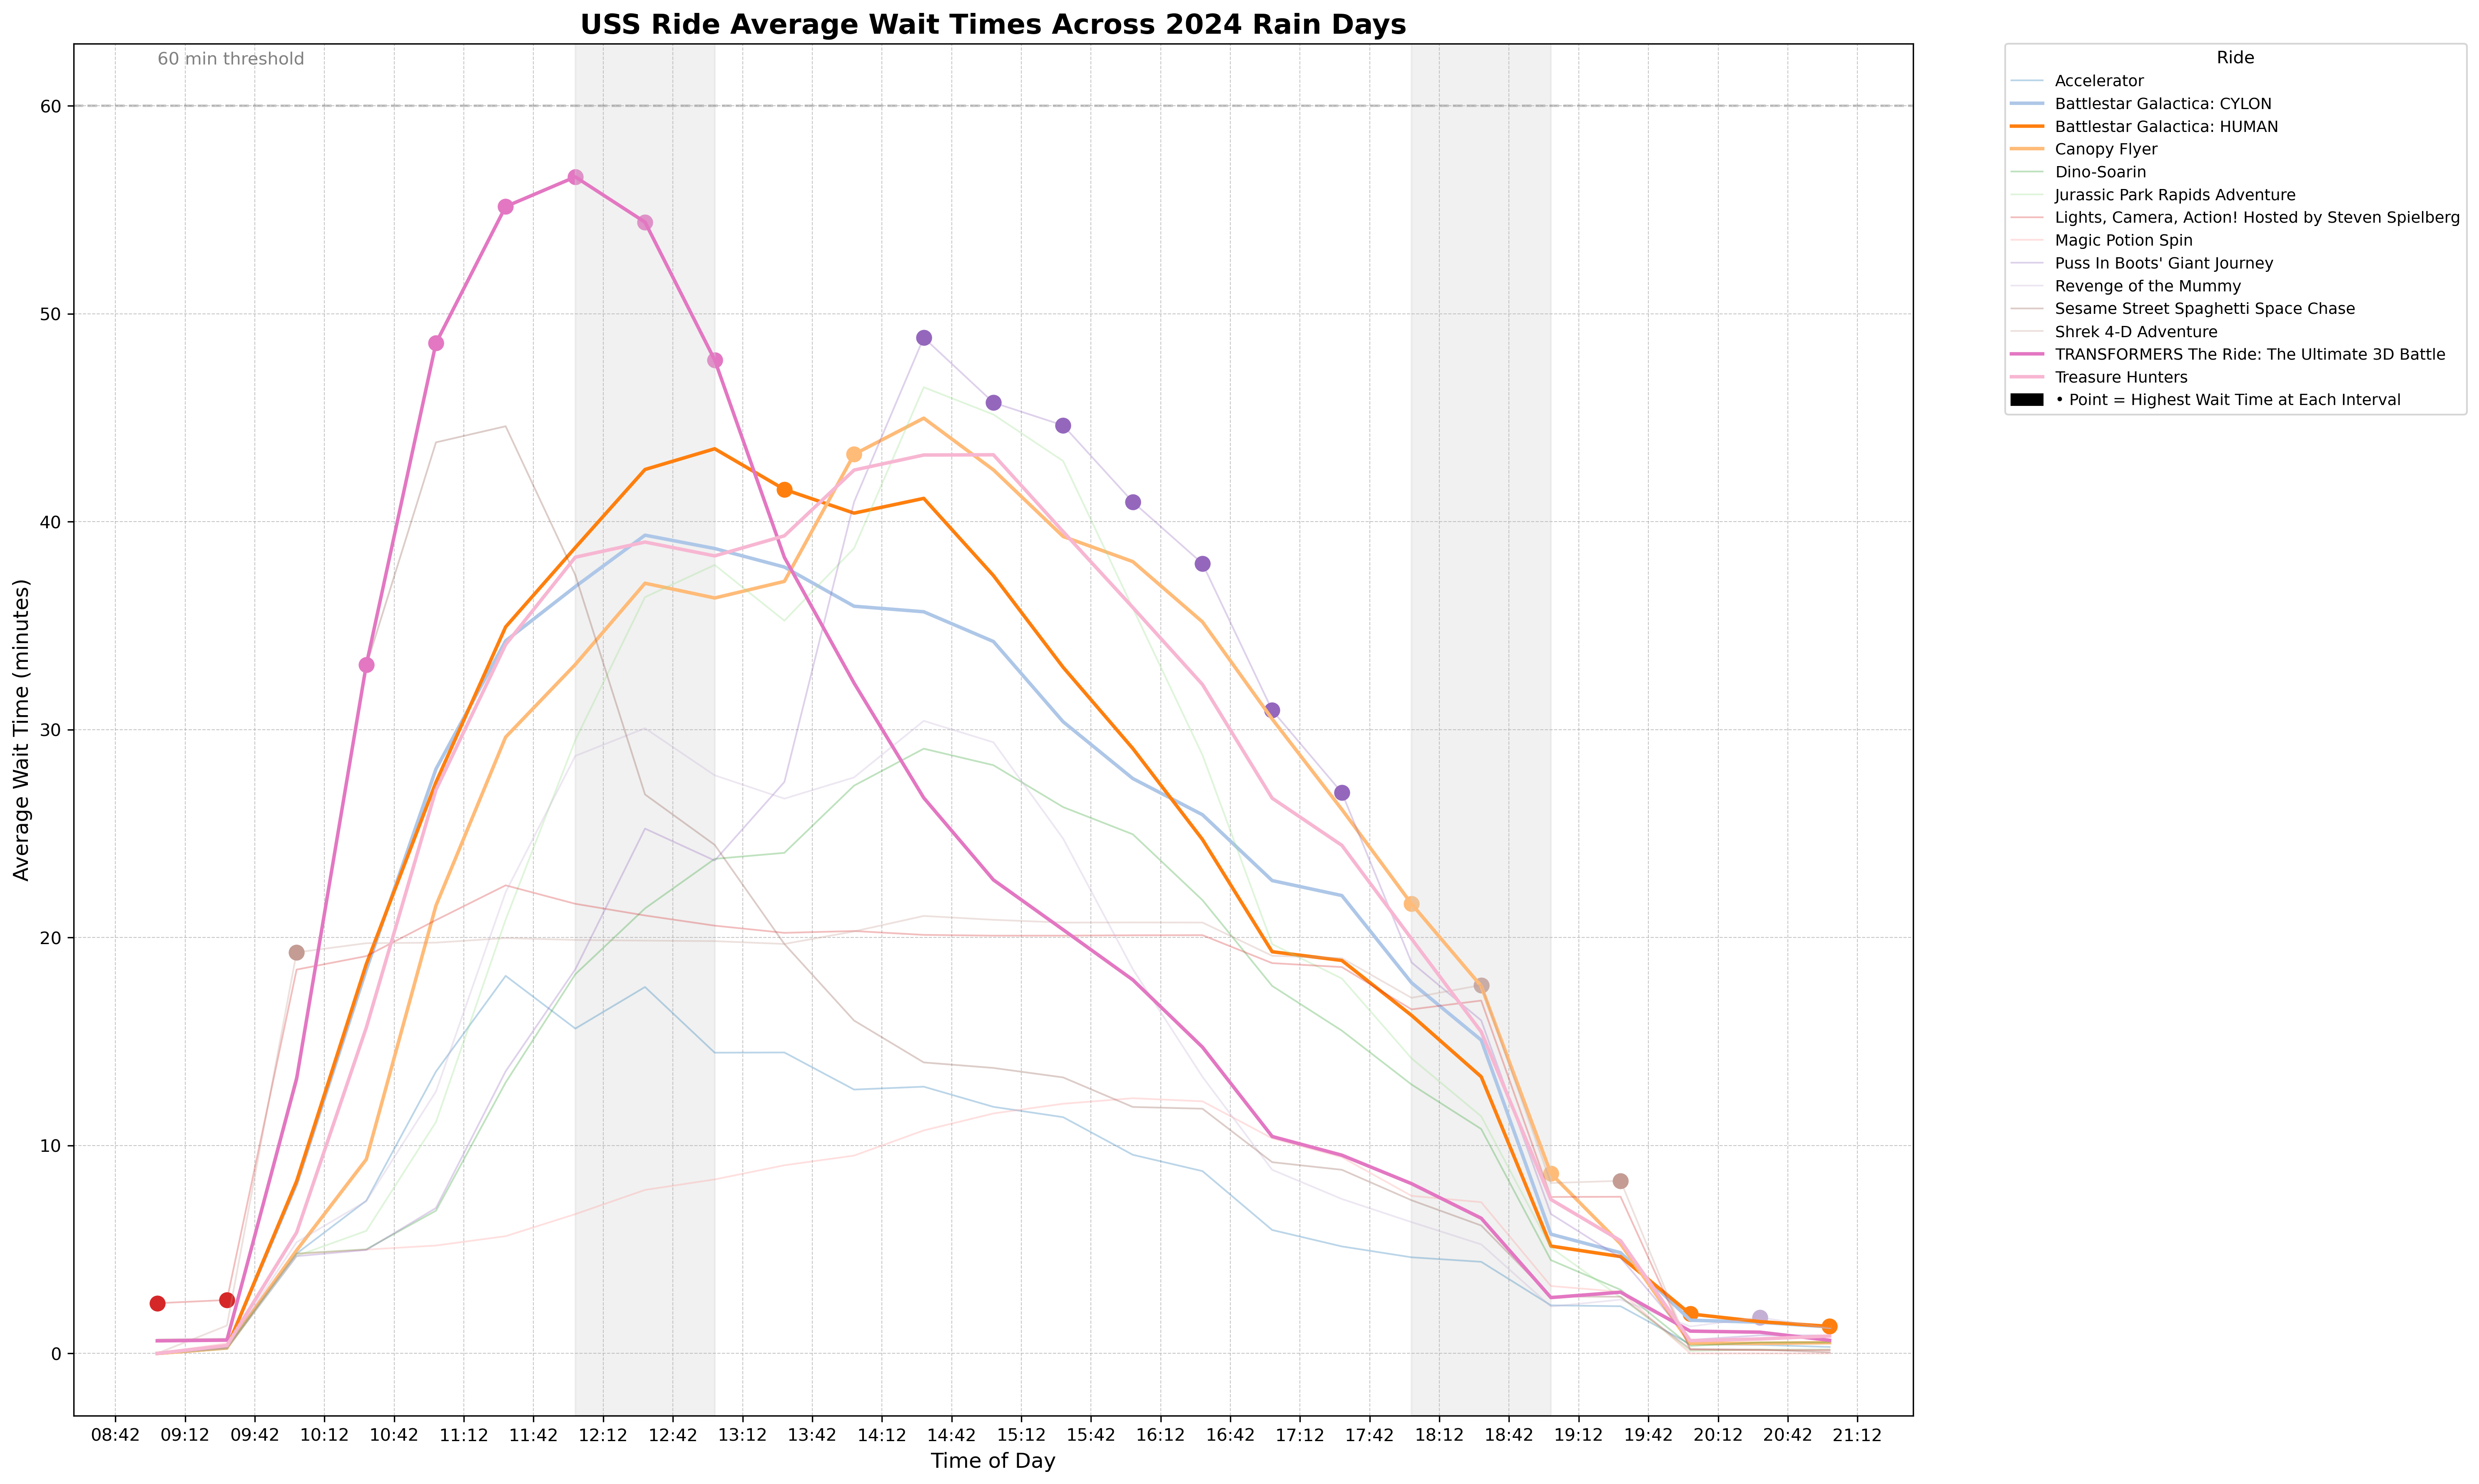 USS Ride Average Wait Times Across 2024 Rain Days
60 min threshold
60
50
40
30
20
10
0
Average Wait Time (minutes)
08:42 09:12 09:42 10:12 10:42 11:12 11:42 12:12 12:42 13:12 13:42 14:12 14:42 15:12 15:42 16:12 16:42 17:12 17:42 18:12 18:42 19:12 19:42 20:12 20:42 21:12
Time of Day
Ride
Accelerator
Battlestar Galactica: CYLON
Battlestar Galactica: HUMAN
Canopy Flyer
Dino-Soarin
Jurassic Park Rapids Adventure
Lights, Camera, Action! Hosted by Steven Spielberg
Magic Potion Spin
Puss In Boots' Giant Journey
Revenge of the Mummy
Sesame Street Spaghetti Space Chase
Shrek 4-D Adventure
TRANSFORMERS The Ride: The Ultimate 3D Battle
Treasure Hunters
• Point = Highest Wait Time at Each Interval